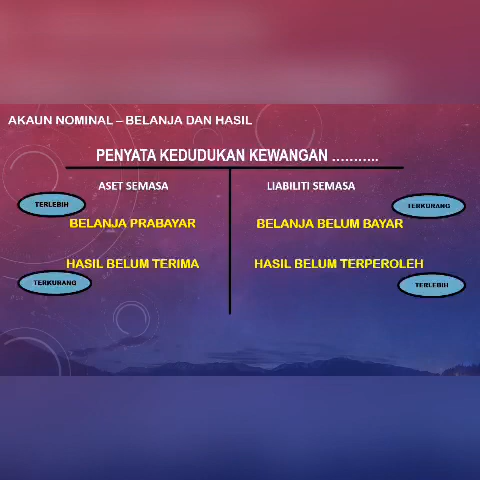 AKAUN NOMINAL – BELANJA DAN HASIL
PENYATA KEDUDUKAN KEWANGAN ………..
ASET SEMASA
LIABILITI SEMASA
TERLEBIH
TERKURANG
BELANJA PRABAYAR
BELANJA BELUM BAYAR
HASIL BELUM TERIMA
HASIL BELUM TERPEROLEH
TERKURANG
TERLEBIH